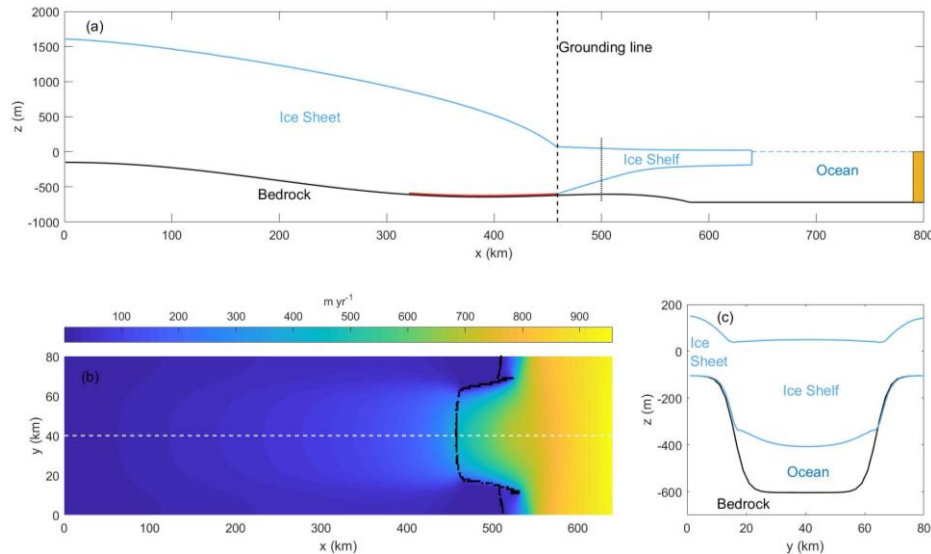 (a)
Grounding line
Ice Sheet
Ice Shelf
Ocean
Bedrock
z (m)
2000
1500
1000
500
0
-500
-1000
0 100 200 300 400 500 600 700 800
x (km)
m yr-1
100 200 300 400 500 600 700 800 900
(b)
y (km)
80
60
40
20
0
0 100 200 300 400 500 600
x (km)
(c)
Ice
Sheet
Ice Shelf
Ocean
Bedrock
z (m)
200
0
-200
-400
-600
0 20 40 60 80
y (km)